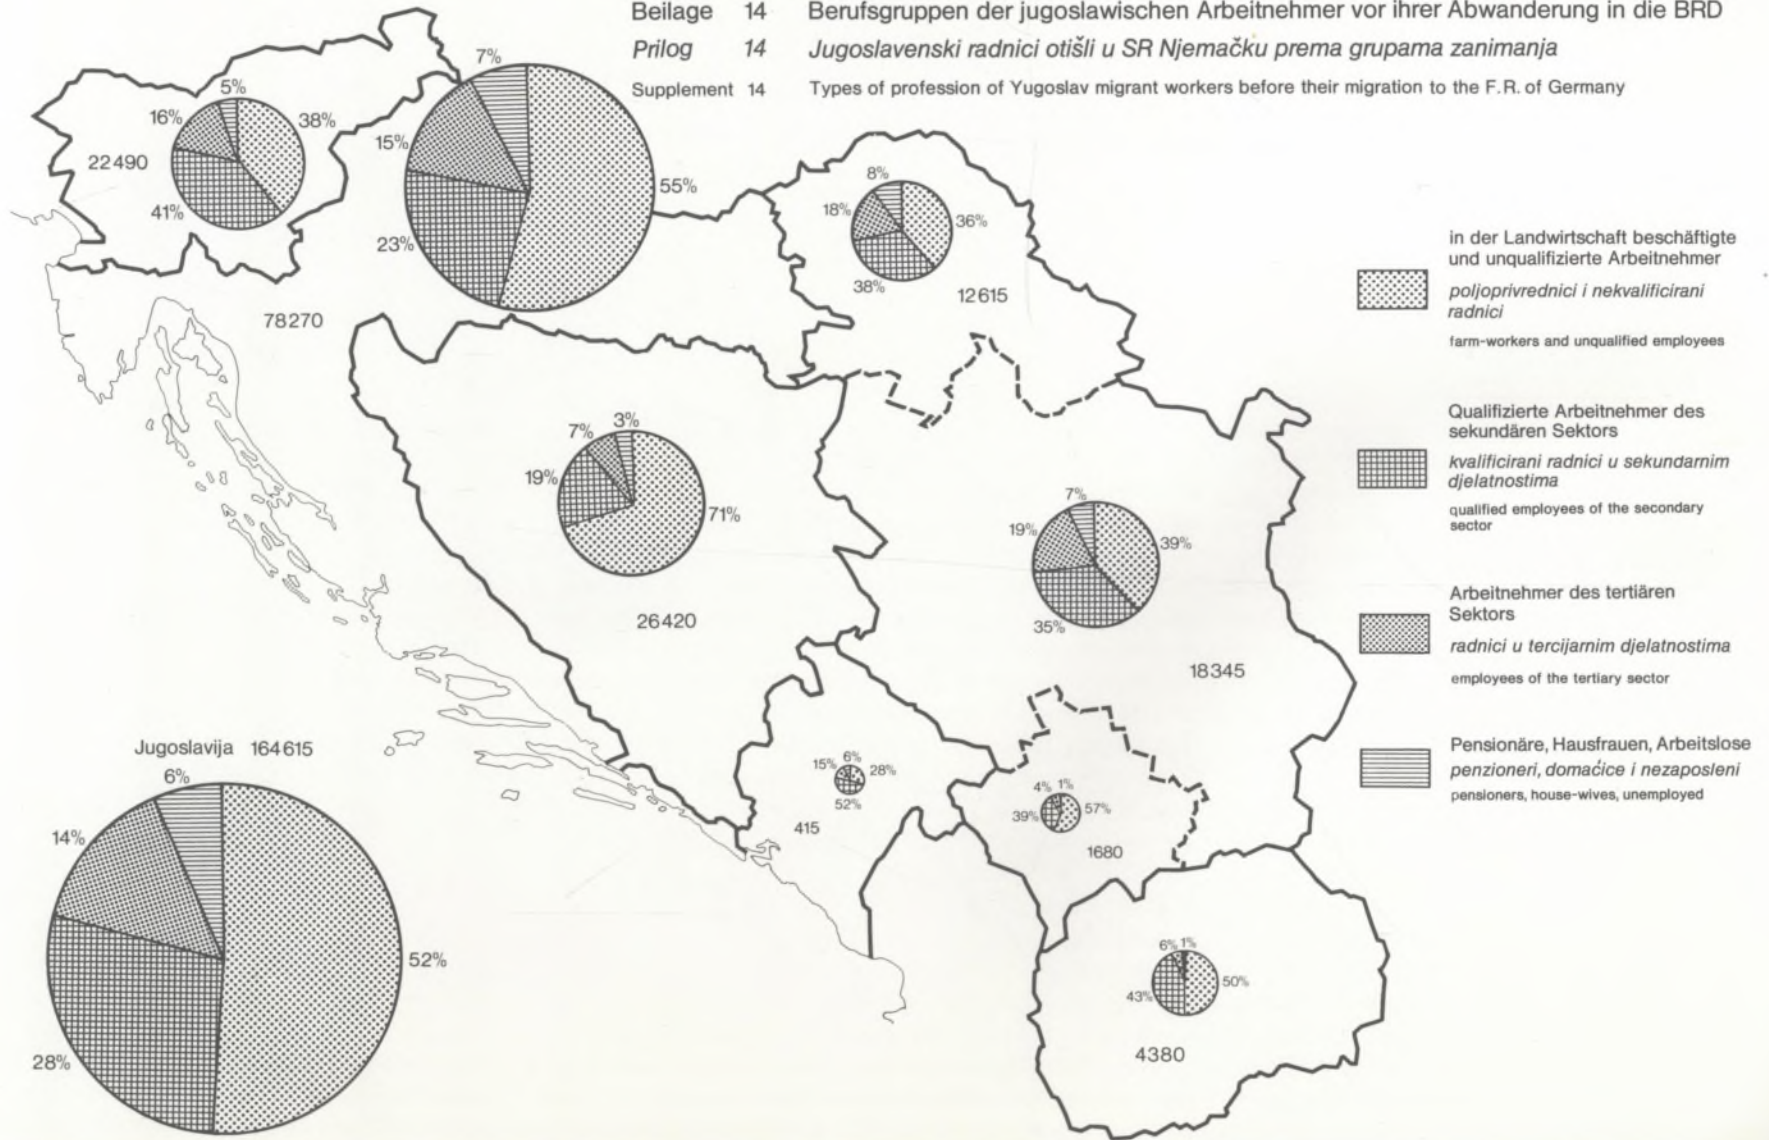 Beilage 14 Berufsgruppen der jugoslawischen Arbeitnehmer vor ihrer Abwanderung in die BRD
Prilog 14 Jugoslavenski radnici otišli u SR Njemačku prema grupama zanimanja
Supplement 14 Types of profession of Yugoslav migrant workers before their migration to the F.R. of Germany
5%
16%
38%
22490
41%
7%
15%
55%
23%
78270
8%
18%
36%
38%
12615
3%
7%
19%
71%
26420
7%
19%
39%
35%
18345
6%
15%
28%
52%
415
4% 1%
39%
57%
1680
6% 1%
43%
50%
4380
Jugoslavija 164615
6%
14%
52%
28%
in der Landwirtschaft beschäftigte
und unqualifizierte Arbeitnehmer
poljoprivrednici i nekvalificirani
radnici
farm-workers and unqualified employees
Qualifizierte Arbeitnehmer des
sekundären Sektors
kvalificirani radnici u sekundarnim
djelatnostima
qualified employees of the secondary
sector
Arbeitnehmer des tertiären
Sektors
radnici u tercijarnim djelatnostima
employees of the tertiary sector
Pensionäre, Hausfrauen, Arbeitslose
penzioneri, domaćice i nezaposleni
pensioners, house-wives, unemployed